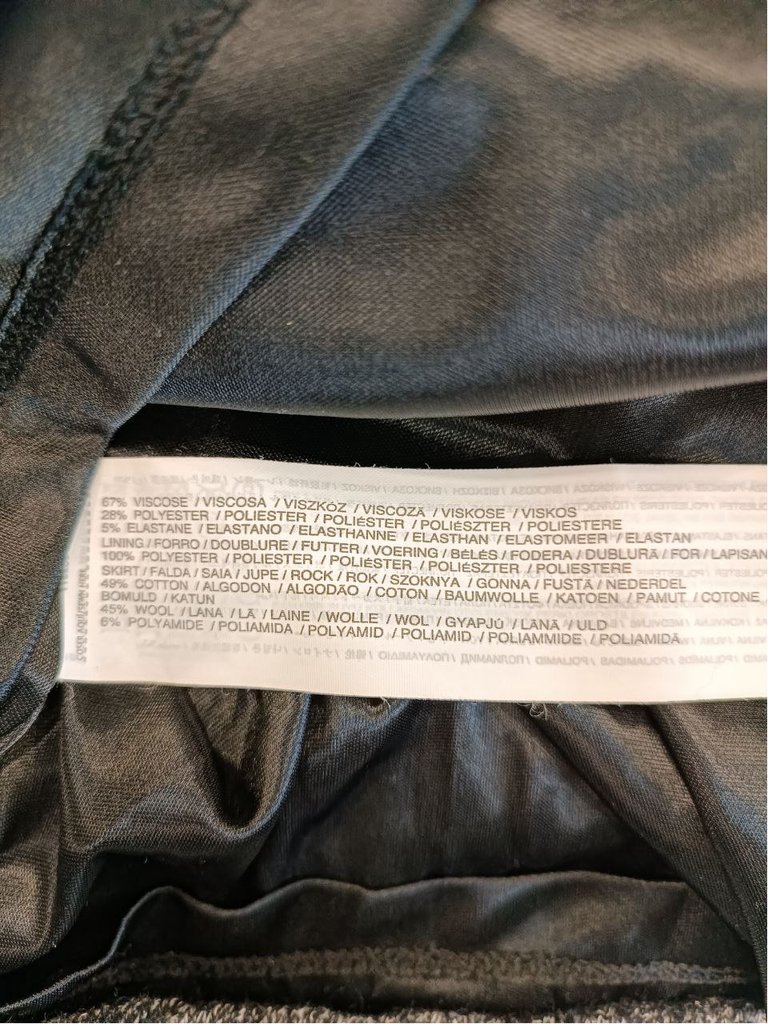 67% VISCOSE / VISCOSA / VISZKÓZ / VISCOZA / VISKOSE / VISKOS
28% POLYESTER / POLIESTER / POLIÉSTER / POLIÉSZTER / POLIESTERE
5% ELASTANE / ELASTANO / ELASTHANNE / ELASTHAN / ELASTOMEER / ELASTAN
LINING / FORRO / DOUBLURE / FUTTER / VOERING / BÉLÉS / FODERA / DUBLURĂ / FOR / LAPISAN
100% POLYESTER / POLIESTER / POLIÉSTER / POLIÉSZTER / POLIESTERE
SKIRT / FALDA / SAIA / JUPE / ROCK / ROK / SZOKNYA / GONNA / FUSTĂ / NEDERDEL
49% COTTON / ALGODON / ALGODÃO / COTON / BAUMWOLLE / KATOEN / PAMUT / COTONE
BOMULD / KATUN
45% WOOL / LANA / LÃ / LAINE / WOLLE / WOL / GYAPJÚ / LÂNĂ / ULD
6% POLYAMIDE / POLIAMIDA / POLYAMID / POLIAMID / POLIAMMIDE / POLIAMIDĂ